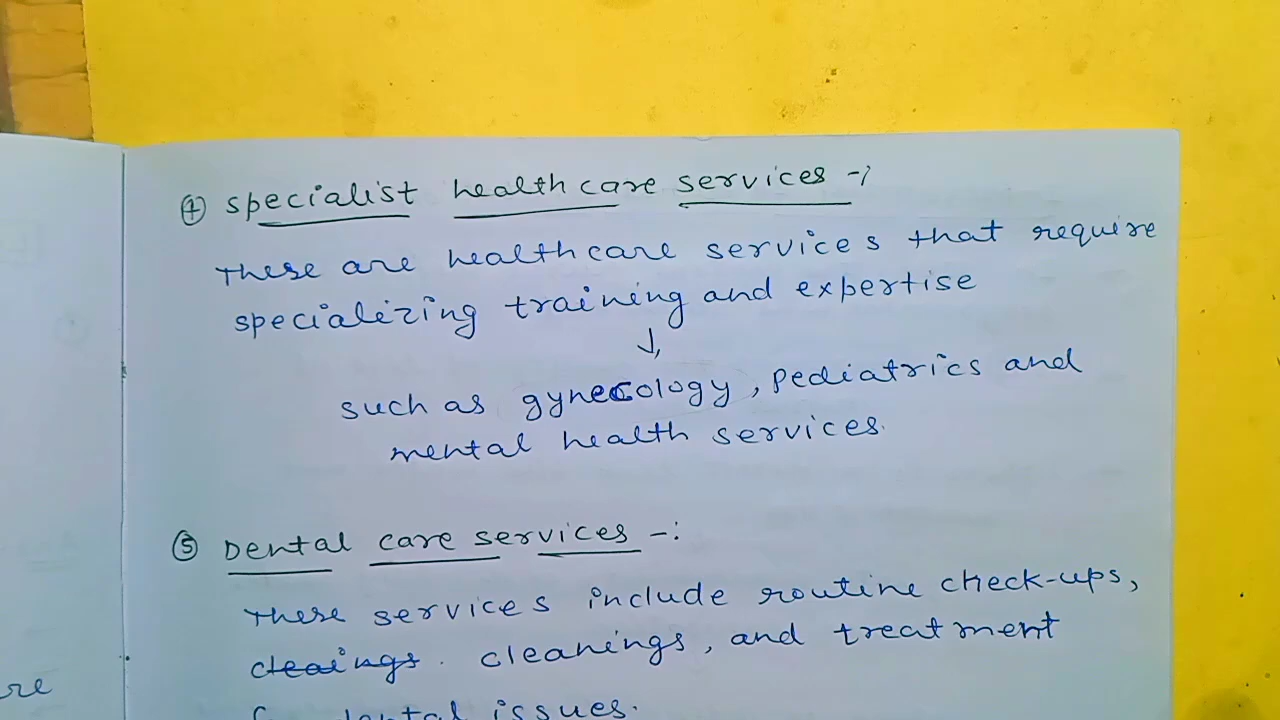 ④ Specialist healthcare services -:
These are healthcare services that require
specializing training and expertise
↓
such as gynecology, pediatrics and
mental health services.
⑤ Dental care services -:
These services include routine check-ups,
cleaings. cleanings, and treatment
for dental issues.
re